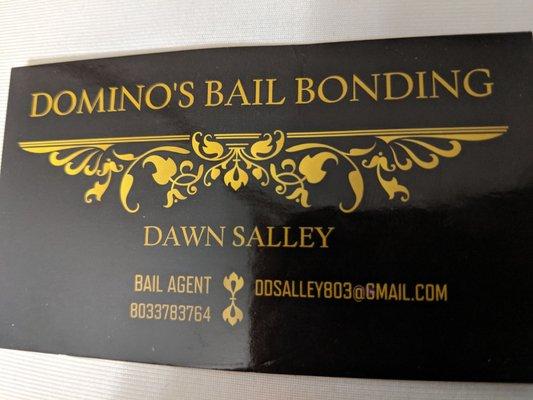 DOMINO'S BAIL BONDING
DAWN SALLEY
BAIL AGENT
8033783764
DDSALLEY803@GMAIL.COM